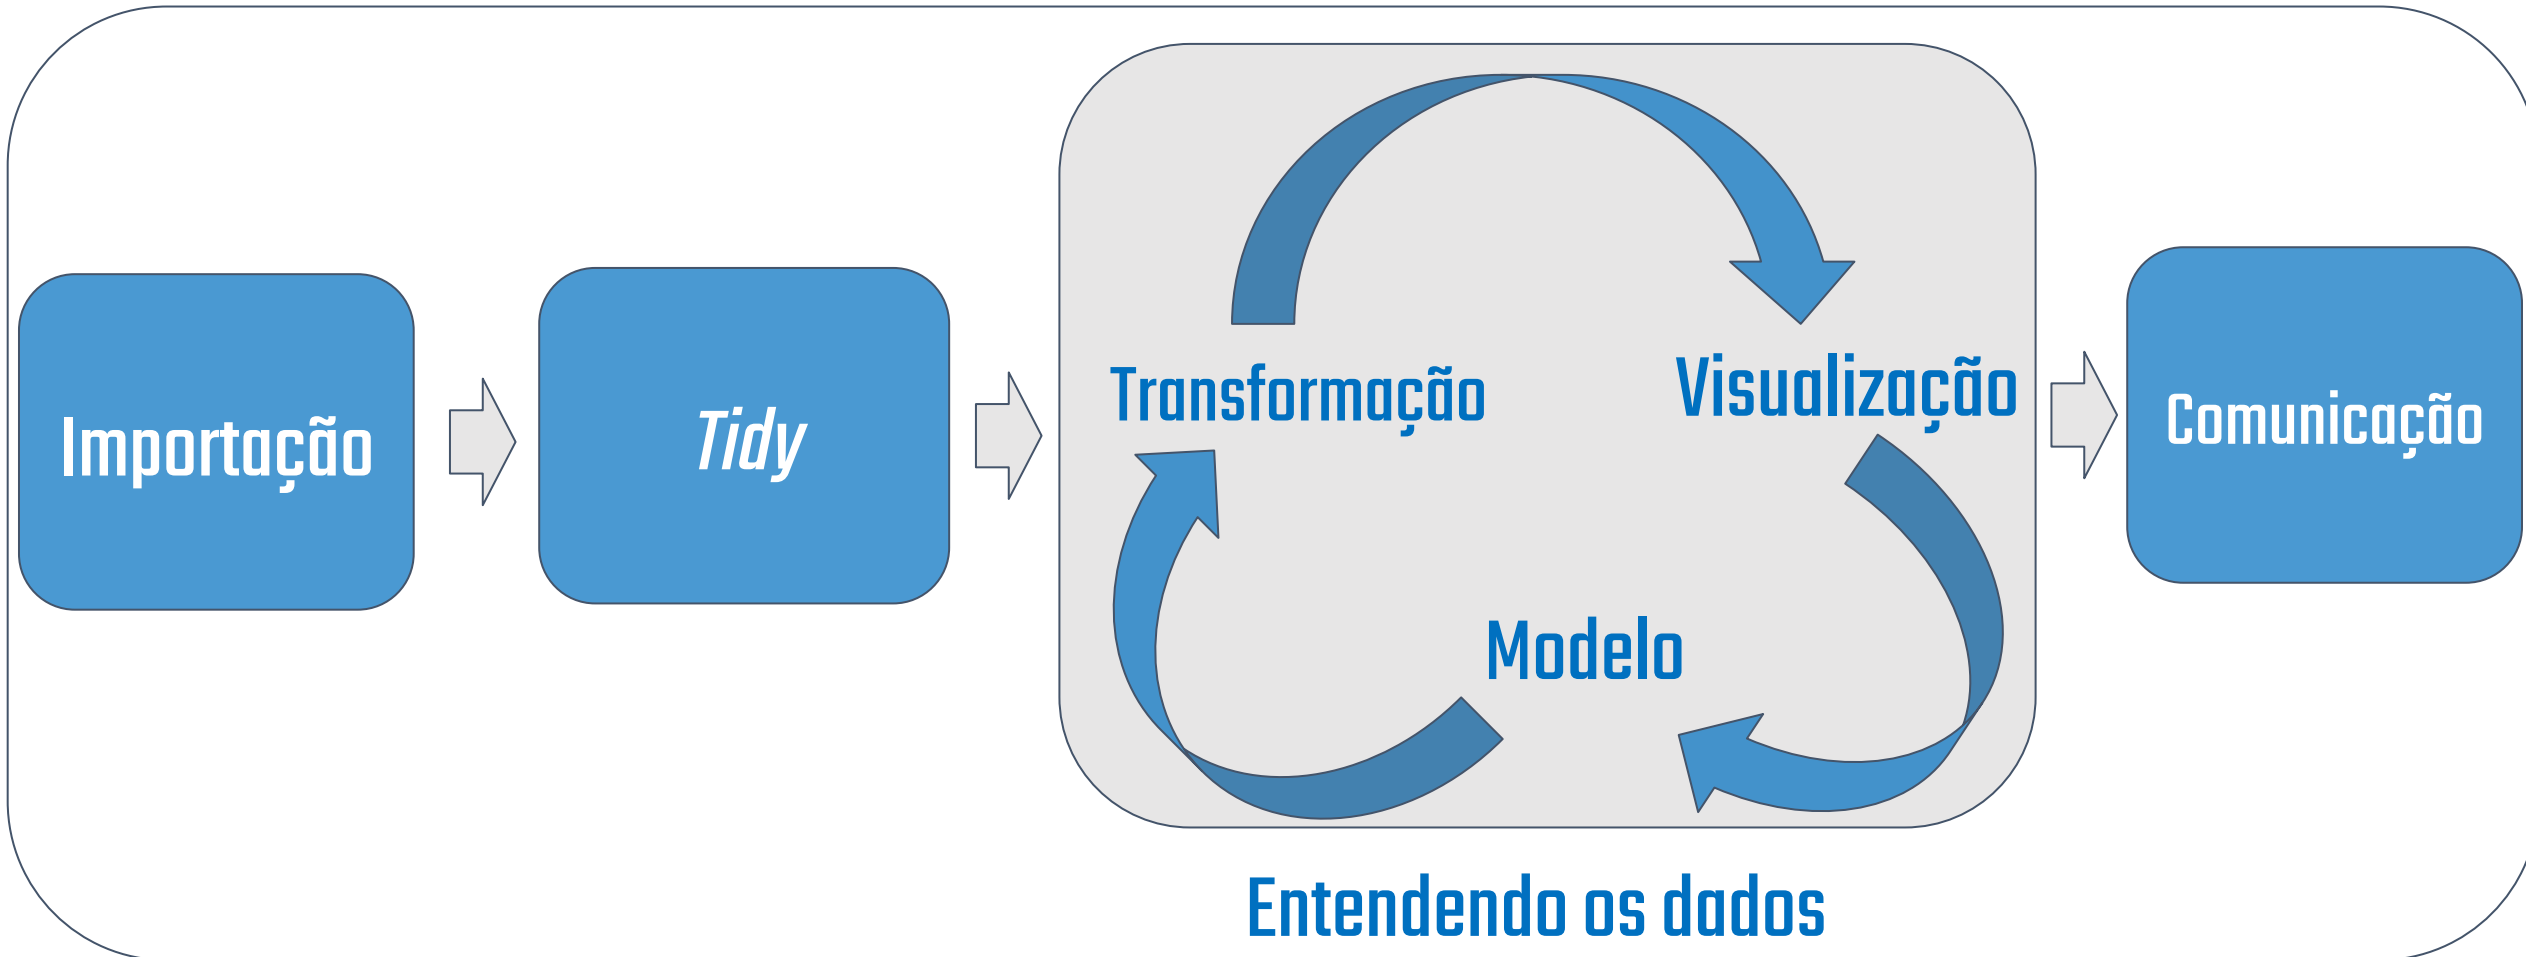 Importação
Tidy
Transformação
Visualização
Modelo
Comunicação
Entendendo os dados